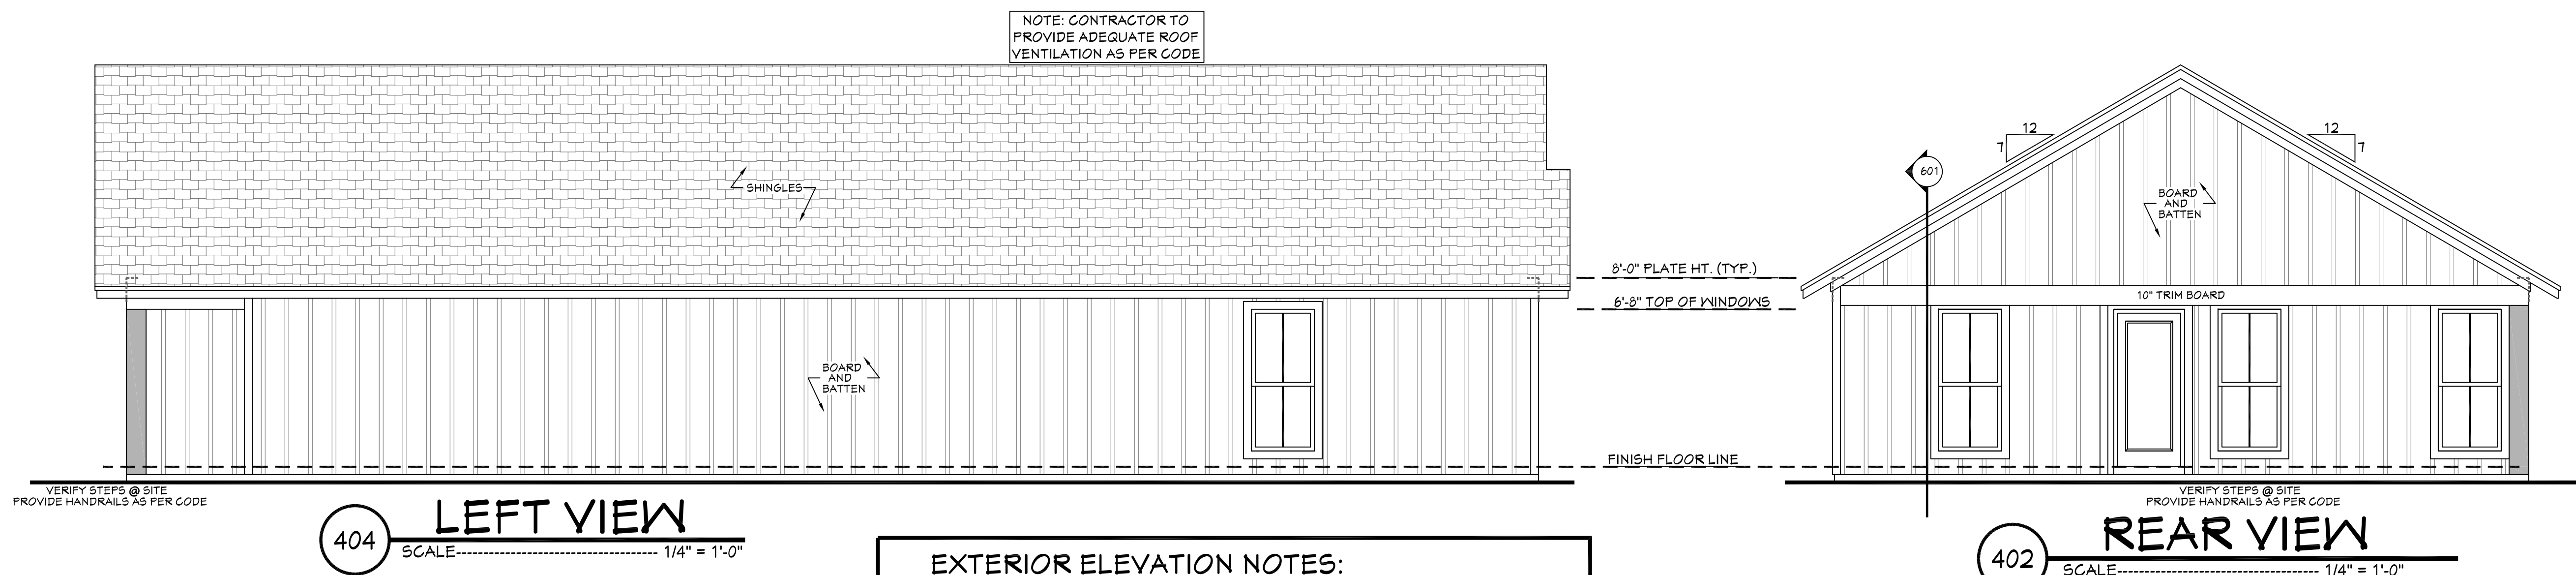 NOTE: CONTRACTOR TO
PROVIDE ADEQUATE ROOF
VENTILATION AS PER CODE
SHINGLES
BOARD
AND
BATTEN
8'-0" PLATE HT. (TYP.)
6'-8" TOP OF WINDOWS
FINISH FLOOR LINE
VERIFY STEPS @ SITE
PROVIDE HANDRAILS AS PER CODE
404
LEFT VIEW
SCALE------------------------------------- 1/4" = 1'-0"
EXTERIOR ELEVATION NOTES:
12
7
12
7
601
BOARD
AND
BATTEN
10" TRIM BOARD
VERIFY STEPS @ SITE
PROVIDE HANDRAILS AS PER CODE
402
REAR VIEW
SCALE------------------------------------- 1/4" = 1'-0"